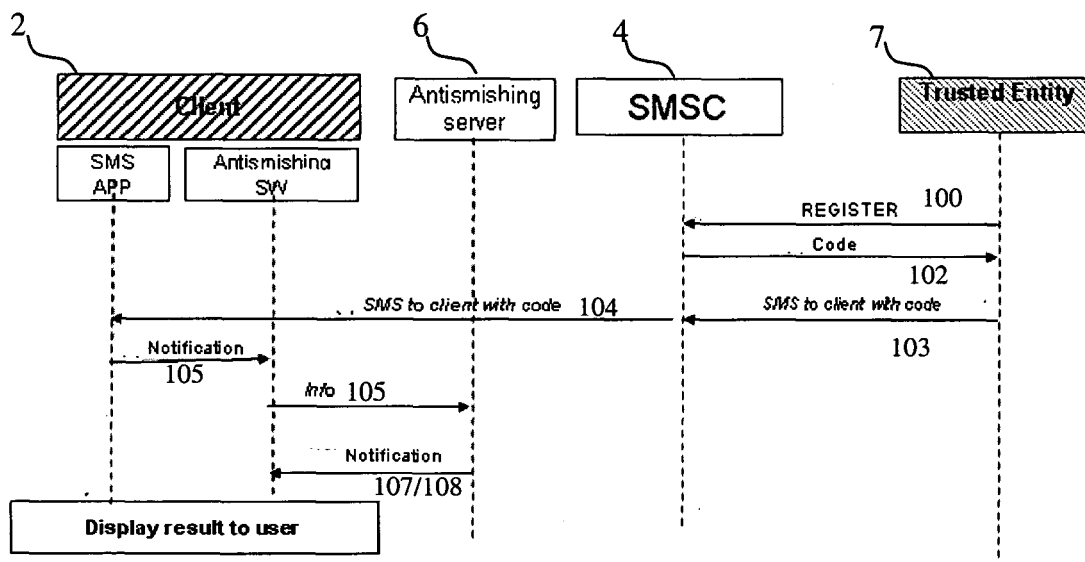 2
6
4
7
Client
Antismishing
server
SMSC
Trusted Entity
SMS
APP
Antismishing
SW
REGISTER 100
Code
102
SMS to client with code 104
SMS to client with code
103
Notification
105
Info 105
Notification
107/108
Display result to user